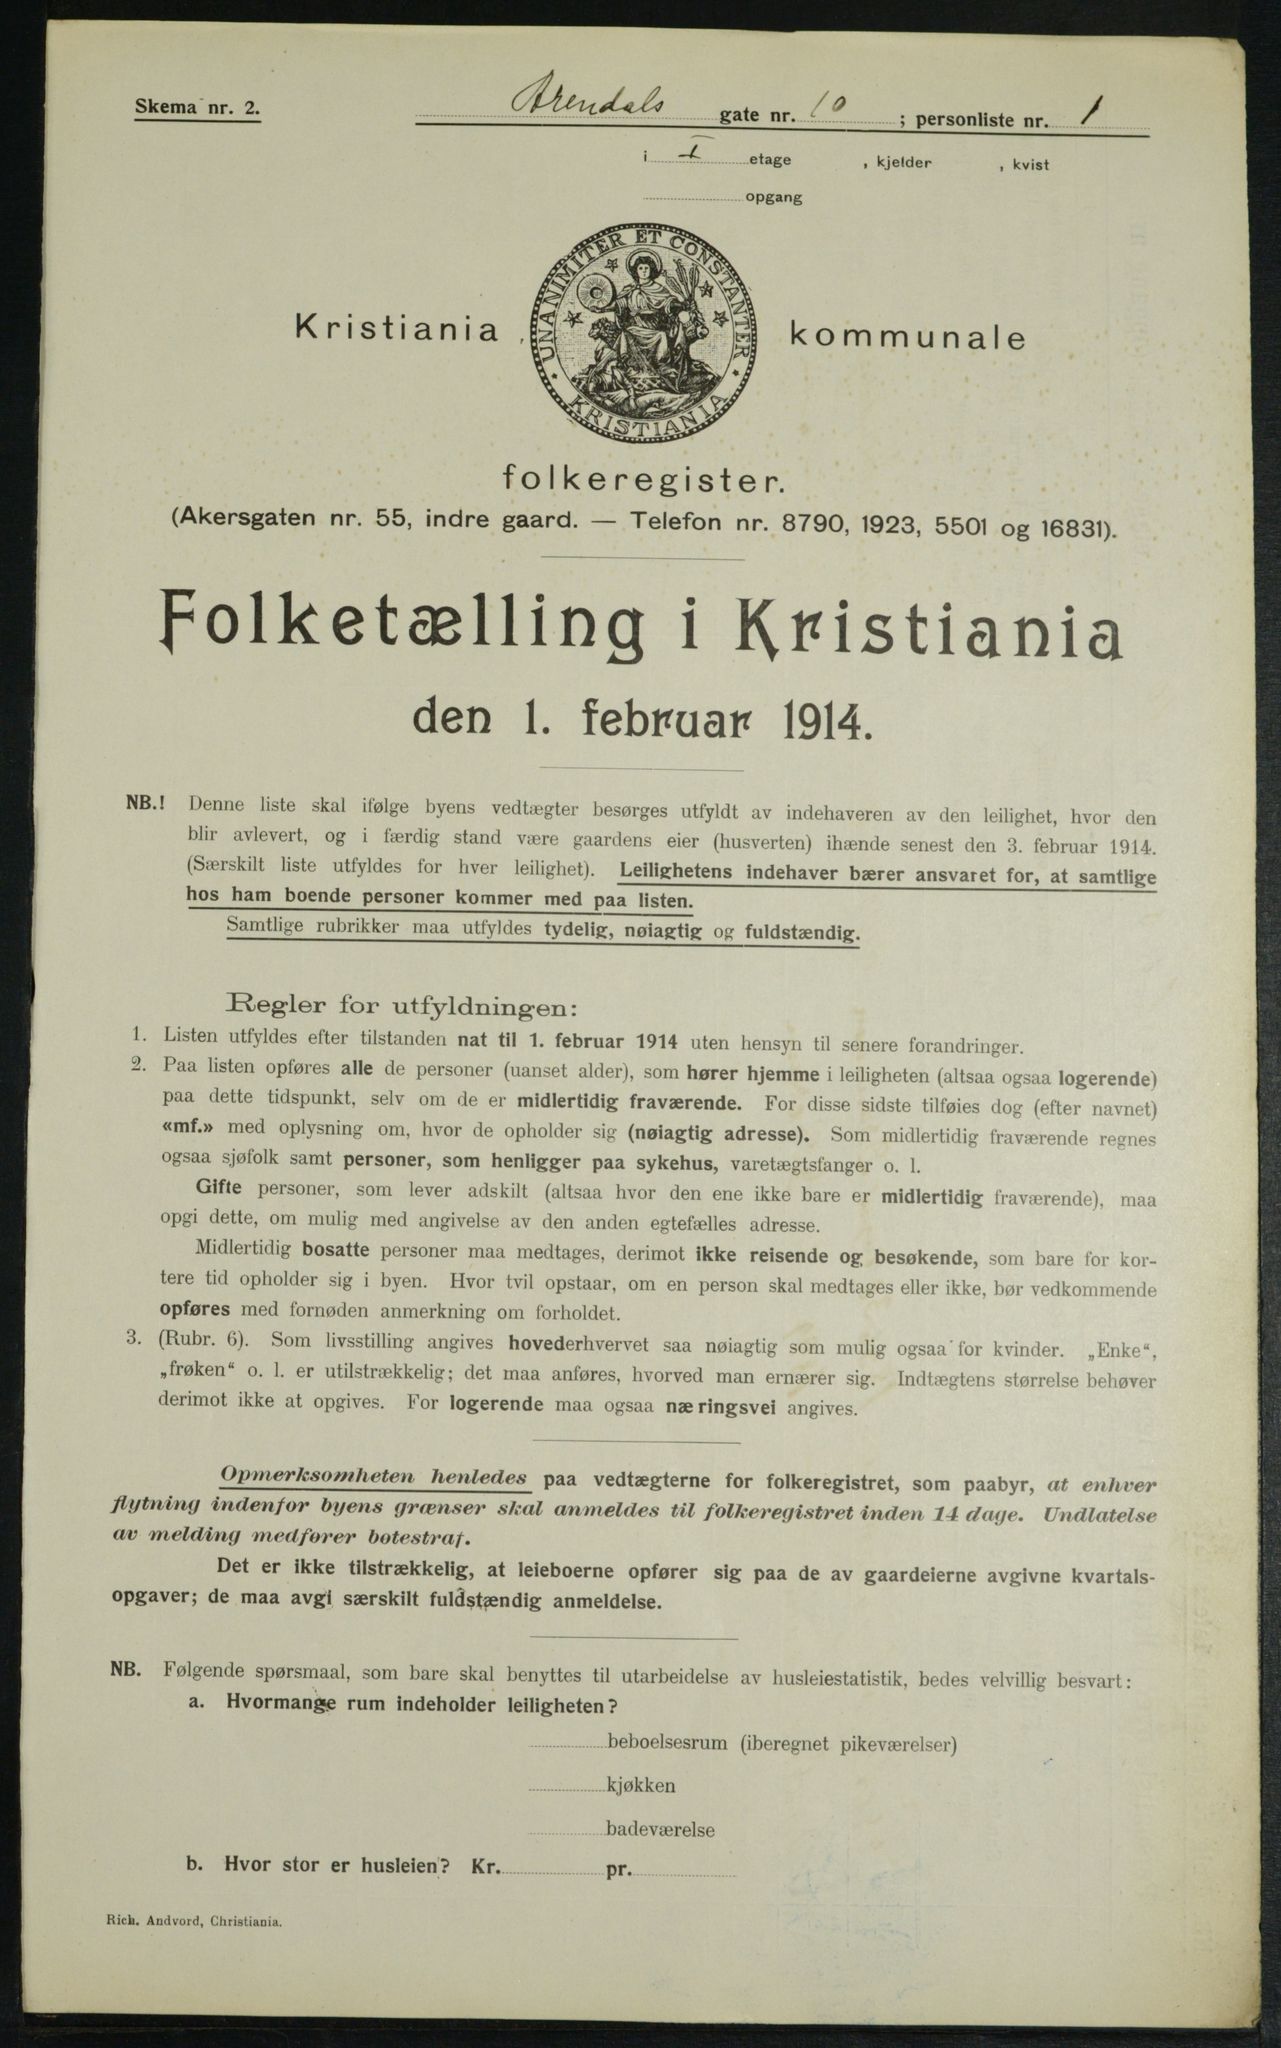 Skema nr. 2.
Arendals gate nr. 10 ; personliste nr. 1
i I etage , kjelder , kvist
opgang
UNANIMITER ET CONSTANTER
KRISTIANIA
Kristiania kommunale
folkeregister.
(Akersgaten nr. 55, indre gaard. — Telefon nr. 8790, 1923, 5501 og 16831).
Folketælling i Kristiania
den 1. februar 1914.
NB.! Denne liste skal ifølge byens vedtægter besørges utfyldt av indehaveren av den leilighet, hvor den
blir avlevert, og i færdig stand være gaardens eier (husverten) ihænde senest den 3. februar 1914.
(Særskilt liste utfyldes for hver leilighet). Leilighetens indehaver bærer ansvaret for, at samtlige
hos ham boende personer kommer med paa listen.
Samtlige rubrikker maa utfyldes tydelig, nøiagtig og fuldstændig.
Regler for utfyldningen:
1. Listen utfyldes efter tilstanden nat til 1. februar 1914 uten hensyn til senere forandringer.
2. Paa listen opføres alle de personer (uanset alder), som hører hjemme i leiligheten (altsaa ogsaa logerende)
paa dette tidspunkt, selv om de er midlertidig fraværende. For disse sidste tilføies dog (efter navnet)
«mf.» med oplysning om, hvor de opholder sig (nøiagtig adresse). Som midlertidig fraværende regnes
ogsaa sjøfolk samt personer, som henligger paa sykehus, varetægtsfanger o. l.
Gifte personer, som lever adskilt (altsaa hvor den ene ikke bare er midlertidig fraværende), maa
opgi dette, om mulig med angivelse av den anden egtefælles adresse.
Midlertidig bosatte personer maa medtages, derimot ikke reisende og besøkende, som bare for kor-
tere tid opholder sig i byen. Hvor tvil opstaar, om en person skal medtages eller ikke, bør vedkommende
opføres med fornøden anmerkning om forholdet.
3. (Rubr. 6). Som livsstilling angives hovederhvervet saa nøiagtig som mulig ogsaa for kvinder. „Enke“,
„frøken“ o. l. er utilstrækkelig; det maa anføres, hvorved man ernærer sig. Indtægtens størrelse behøver
derimot ikke at opgives. For logerende maa ogsaa næringsvei angives.
Opmerksomheten henledes paa vedtægterne for folkeregistret, som paabyr, at enhver
flytning indenfor byens grænser skal anmeldes til folkeregistret inden 14 dage. Undlatelse
av melding medfører bøtestraf.
Det er ikke tilstrækkelig, at leieboerne opfører sig paa de av gaardeierne avgivne kvartals-
opgaver; de maa avgi særskilt fuldstændig anmeldelse.
NB. Følgende spørsmaal, som bare skal benyttes til utarbeidelse av husleiestatistik, bedes velvillig besvart:
a. Hvormange rum indeholder leiligheten?
beboelsesrum (iberegnet pikeværelser)
kjøkken
badeværelse
b. Hvor stor er husleien? Kr. pr.
Rich. Andvord, Christiania.